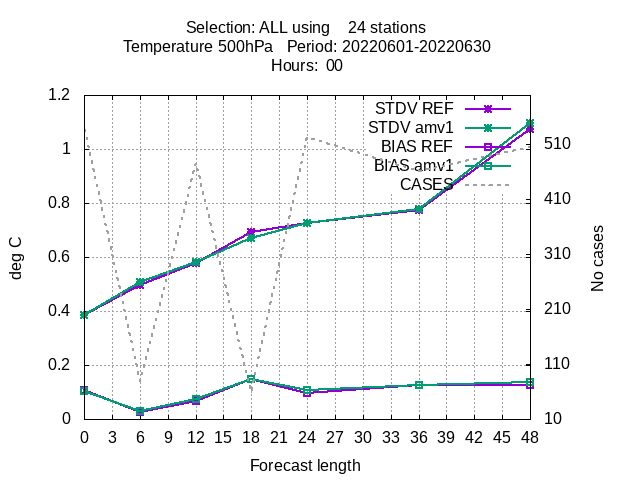 Selection: ALL using    24 stations
Temperature 500hPa   Period: 20220601-20220630
Hours:  00
1.2
1
0.8
0.6
0.4
0.2
0
deg C
STDV REF
STDV amv1
BIAS REF
BIAS amv1
CASES
510
410
310
210
110
10
No cases
0 3 6 9 12 15 18 21 24 27 30 33 36 39 42 45 48
Forecast length